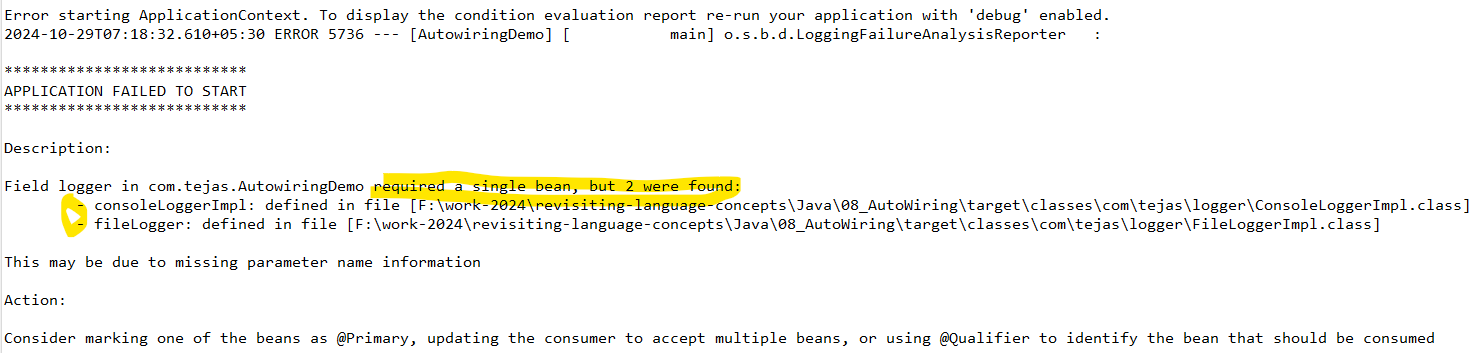 Error starting ApplicationContext. To display the condition evaluation report re-run your application with 'debug' enabled.
2024-10-29T07:18:32.610+05:30 ERROR 5736 --- [AutowiringDemo] [           main] o.s.b.d.LoggingFailureAnalysisReporter   :
***************************
APPLICATION FAILED TO START
***************************
Description:
Field logger in com.tejas.AutowiringDemo required a single bean, but 2 were found:
- consoleLoggerImpl: defined in file [F:\work-2024\revisiting-language-concepts\Java\08_AutoWiring\target\classes\com\tejas\logger\ConsoleLoggerImpl.class]
- fileLogger: defined in file [F:\work-2024\revisiting-language-concepts\Java\08_AutoWiring\target\classes\com\tejas\logger\FileLoggerImpl.class]
This may be due to missing parameter name information
Action:
Consider marking one of the beans as @Primary, updating the consumer to accept multiple beans, or using @Qualifier to identify the bean that should be consumed